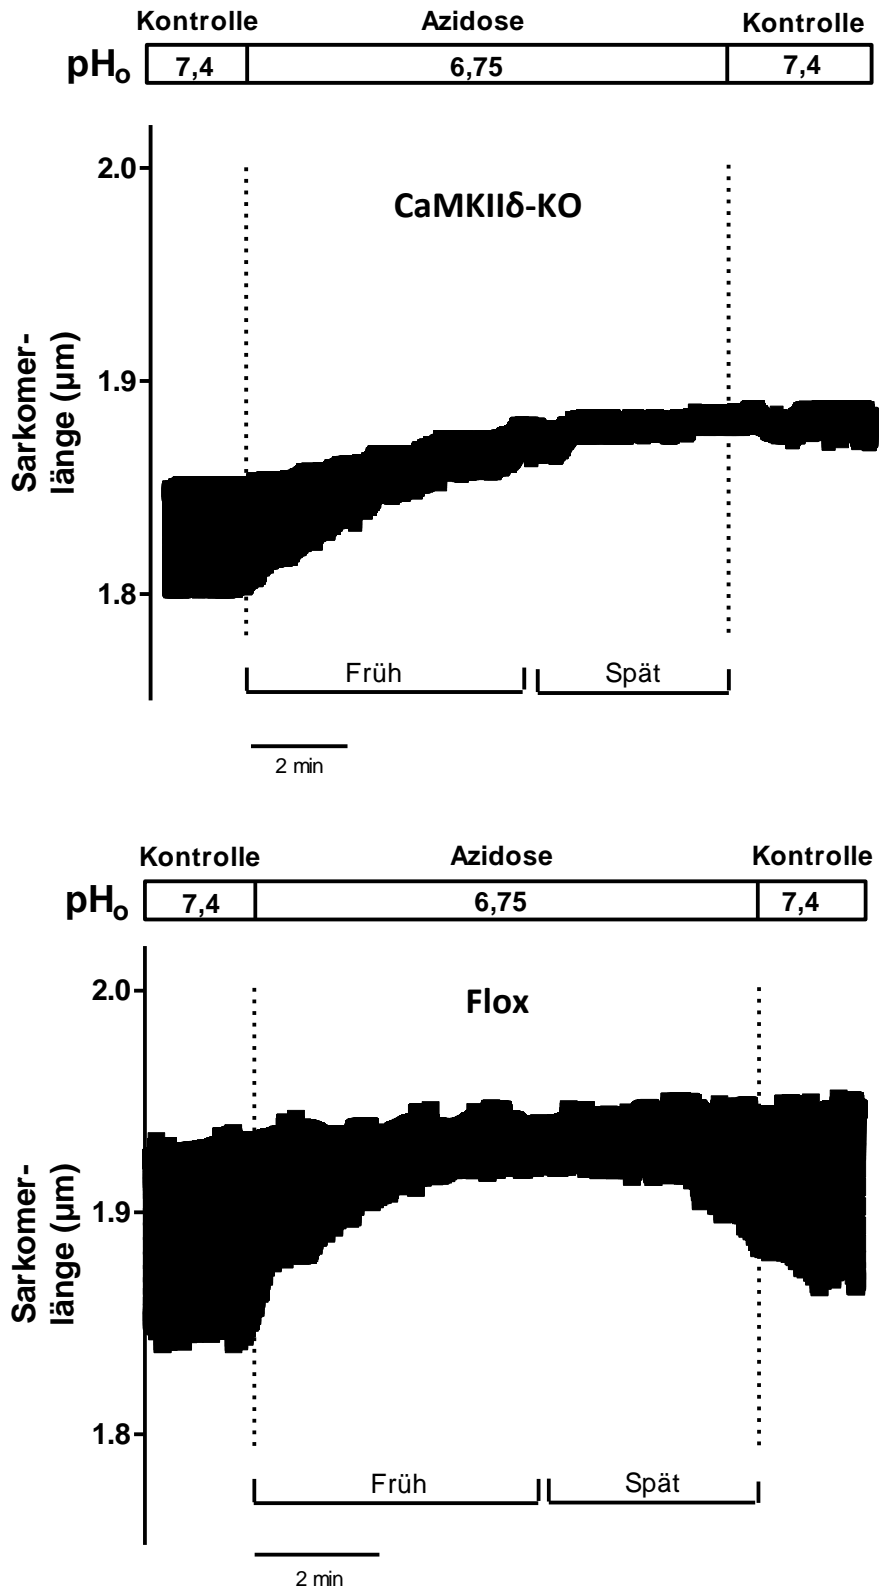 Kontrolle Azidose Kontrolle
pHₒ 7,4 6,75 7,4
2.0
CaMKIIδ-KO
1.9
Sarkomer-
länge (µm)
1.8
Früh Spät
2 min
Kontrolle Azidose Kontrolle
pHₒ 7,4 6,75 7,4
2.0
Flox
1.9
Sarkomer-
länge (µm)
1.8
Früh Spät
2 min